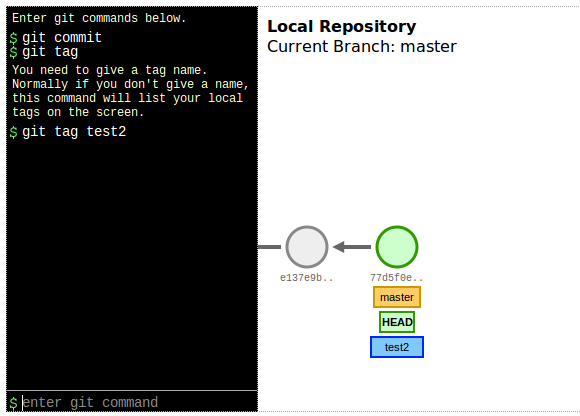 Enter git commands below.
$ git commit
$ git tag
You need to give a tag name.
Normally if you don't give a name,
this command will list your local
tags on the screen.
$ git tag test2
$ enter git command
Local Repository
Current Branch: master
e137e9b..
77d5f0e..
master
HEAD
test2